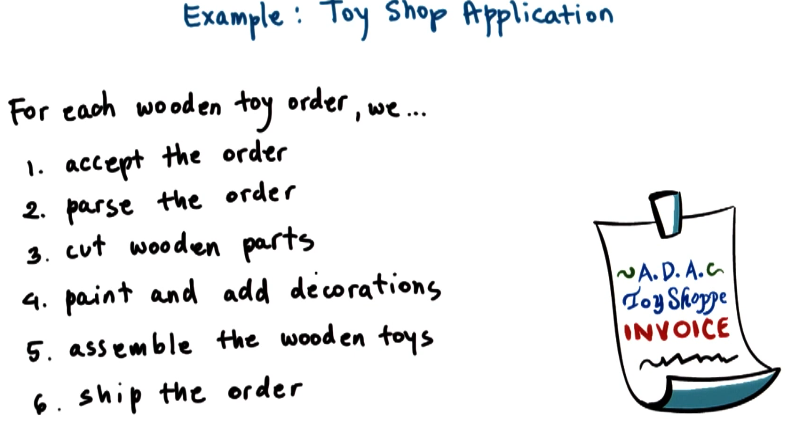 Example: Toy Shop Application
For each wooden toy order, we...
1. accept the order
2. parse the order
3. cut wooden parts
4. paint and add decorations
5. assemble the wooden toys
6. ship the order
~A.D.A.~
Toy Shoppe
INVOICE